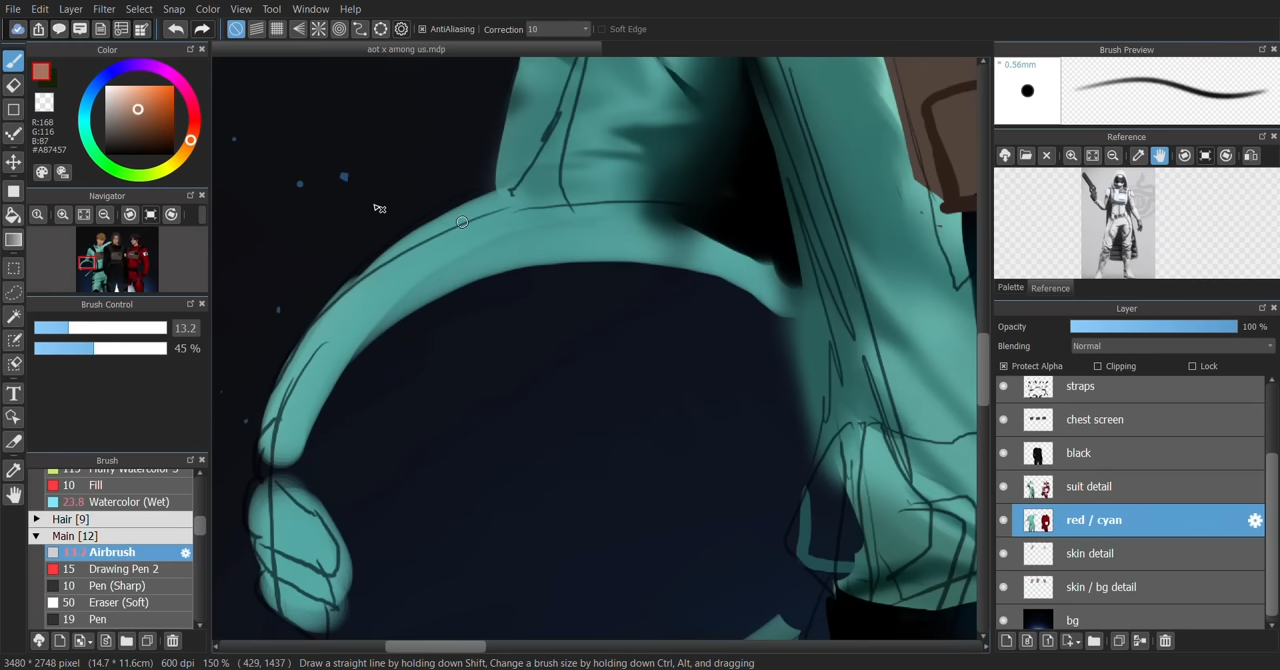 File Edit Layer Filter Select Snap Color View Tool Window Help
AntiAliasing Correction 10 Soft Edge
Color
aot x among us.mdp
Brush Preview
* 0.56mm
R:168
G:116
B:87
#A87457
Reference
Navigator
Palette Reference
Brush Control
Layer
13.2
Opacity 100 %
45 %
Blending Normal
Protect Alpha Clipping Lock
straps
chest screen
black
Brush
suit detail
10 Fill
23.8 Watercolor (Wet)
Hair [9]
red / cyan
Main [12]
13.2 Airbrush
skin detail
15 Drawing Pen 2
10 Pen (Sharp)
skin / bg detail
50 Eraser (Soft)
19 Pen
bg
3480 * 2748 pixel (14.7 * 11.6cm) 600 dpi 150 % ( 429, 1437 ) Draw a straight line by holding down Shift, Change a brush size by holding down Ctrl, Alt, and dragging